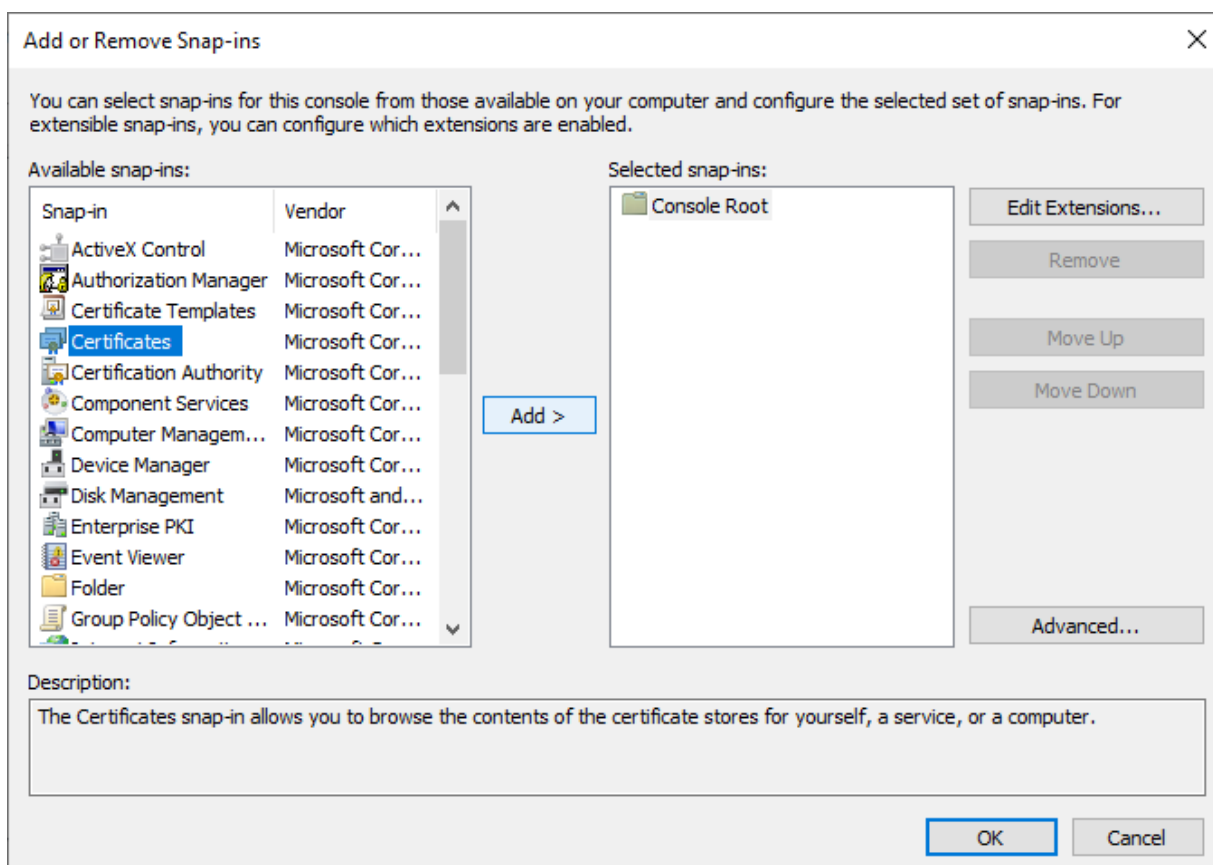 Add or Remove Snap-ins
You can select snap-ins for this console from those available on your computer and configure the selected set of snap-ins. For
extensible snap-ins, you can configure which extensions are enabled.
Available snap-ins:
Snap-in Vendor
ActiveX Control Microsoft Cor...
Authorization Manager Microsoft Cor...
Certificate Templates Microsoft Cor...
Certificates Microsoft Cor...
Certification Authority Microsoft Cor...
Component Services Microsoft Cor...
Computer Managem... Microsoft Cor...
Device Manager Microsoft Cor...
Disk Management Microsoft and...
Enterprise PKI Microsoft Cor...
Event Viewer Microsoft Cor...
Folder Microsoft Cor...
Group Policy Object ... Microsoft Cor...
Add >
Selected snap-ins:
Console Root
Edit Extensions...
Remove
Move Up
Move Down
Advanced...
Description:
The Certificates snap-in allows you to browse the contents of the certificate stores for yourself, a service, or a computer.
OK
Cancel